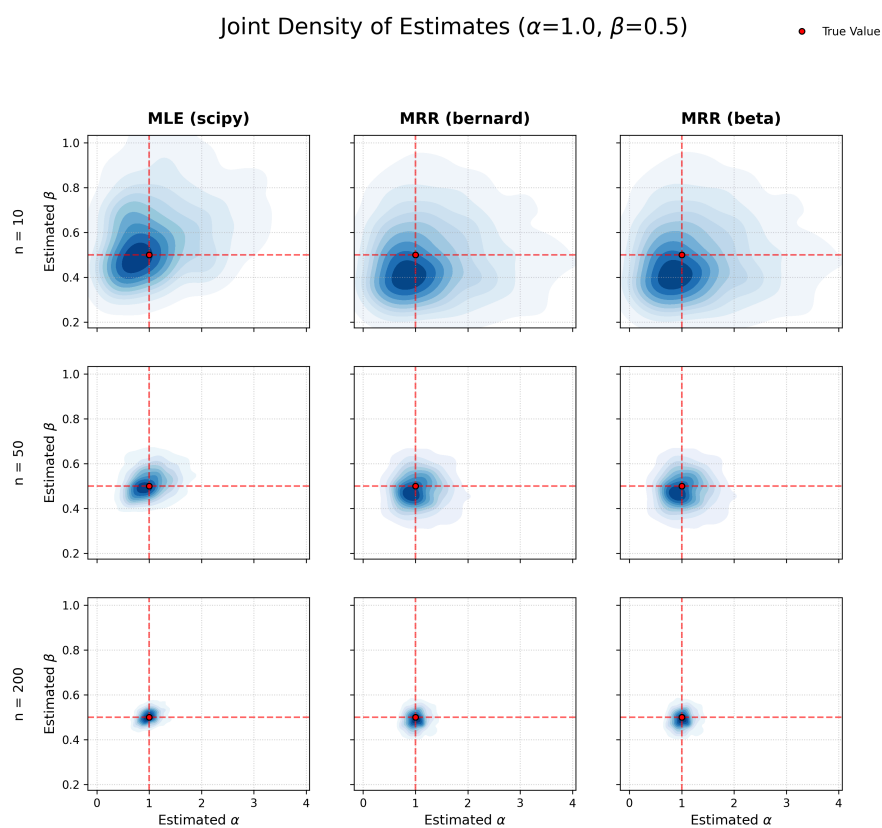 Joint Density of Estimates (α=1.0, β=0.5)
True Value
MLE (scipy)
MRR (bernard)
MRR (beta)
n = 10
Estimated β
1.0
0.8
0.6
0.4
0.2
n = 50
Estimated β
1.0
0.8
0.6
0.4
0.2
n = 200
Estimated β
1.0
0.8
0.6
0.4
0.2
0 1 2 3 4
0 1 2 3 4
0 1 2 3 4
Estimated α
Estimated α
Estimated α